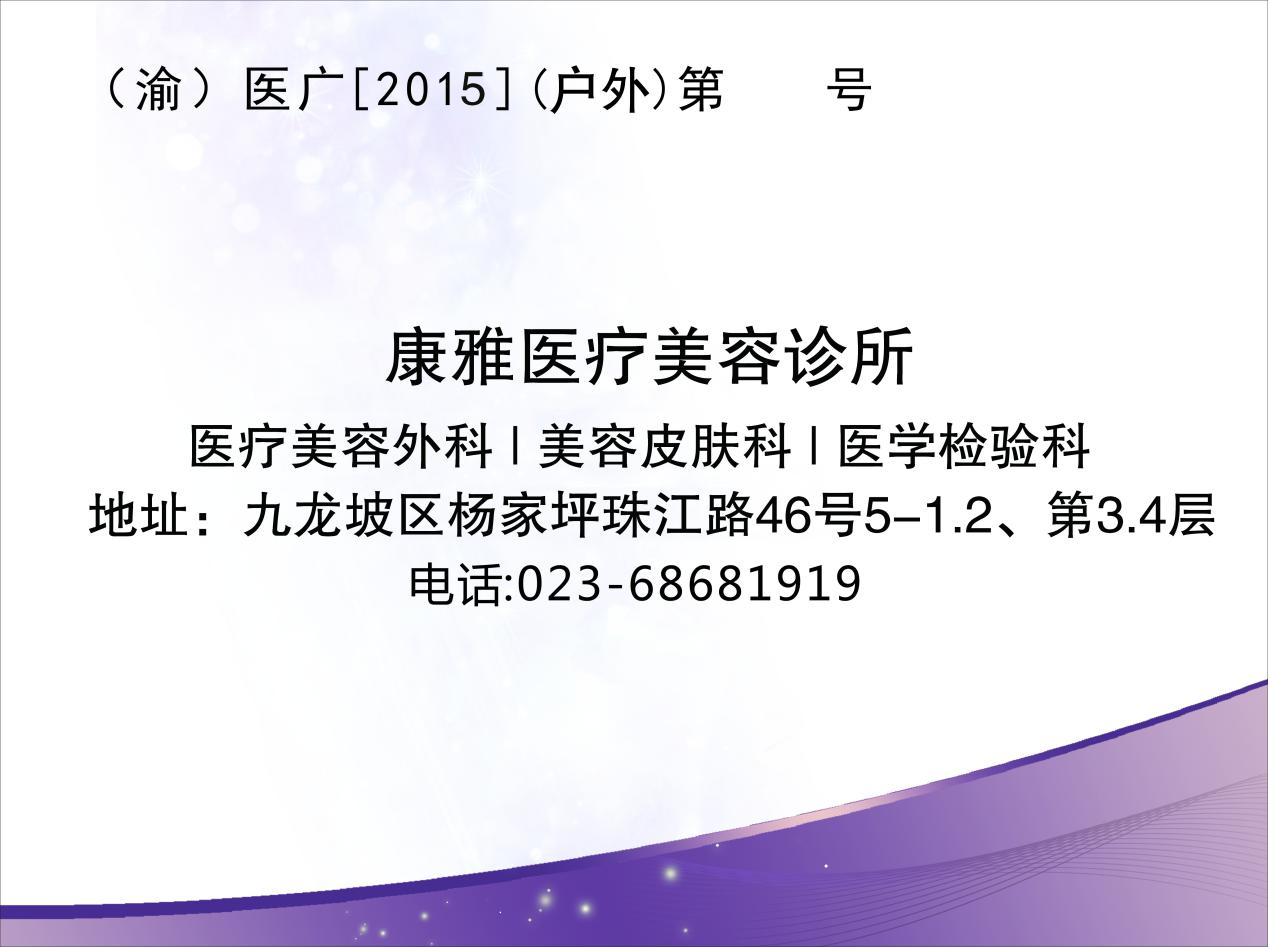 （渝）医广[2015](户外)第　　号
康雅医疗美容诊所
医疗美容外科|美容皮肤科|医学检验科
地址：九龙坡区杨家坪珠江路46号5-1.2、第3.4层
电话:023-68681919